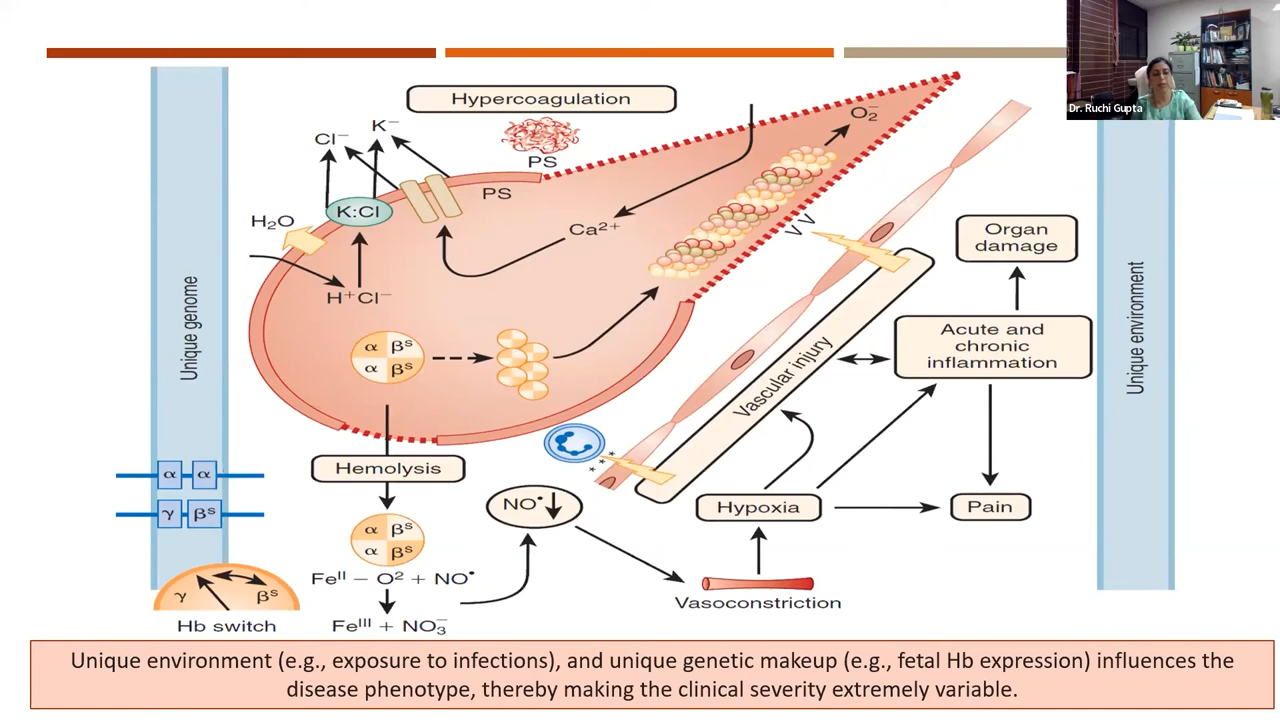 Dr. Ruchi Gupta
Hypercoagulation
Cl⁻
K⁻
PS
PS
O₂⁻
K:Cl
H₂O
Ca²⁺
H⁺Cl⁻
Organ
damage
Unique genome
Unique environment
Acute and
chronic
inflammation
Vascular injury
α βˢ
α βˢ
Hemolysis
α α
γ βˢ
NO•
Hypoxia
Pain
α βˢ
α βˢ
Feᴵᴵ – O² + NO•
Vasoconstriction
γ βˢ
Hb switch
Feᴵᴵᴵ + NO₃⁻
Unique environment (e.g., exposure to infections), and unique genetic makeup (e.g., fetal Hb expression) influences the
disease phenotype, thereby making the clinical severity extremely variable.